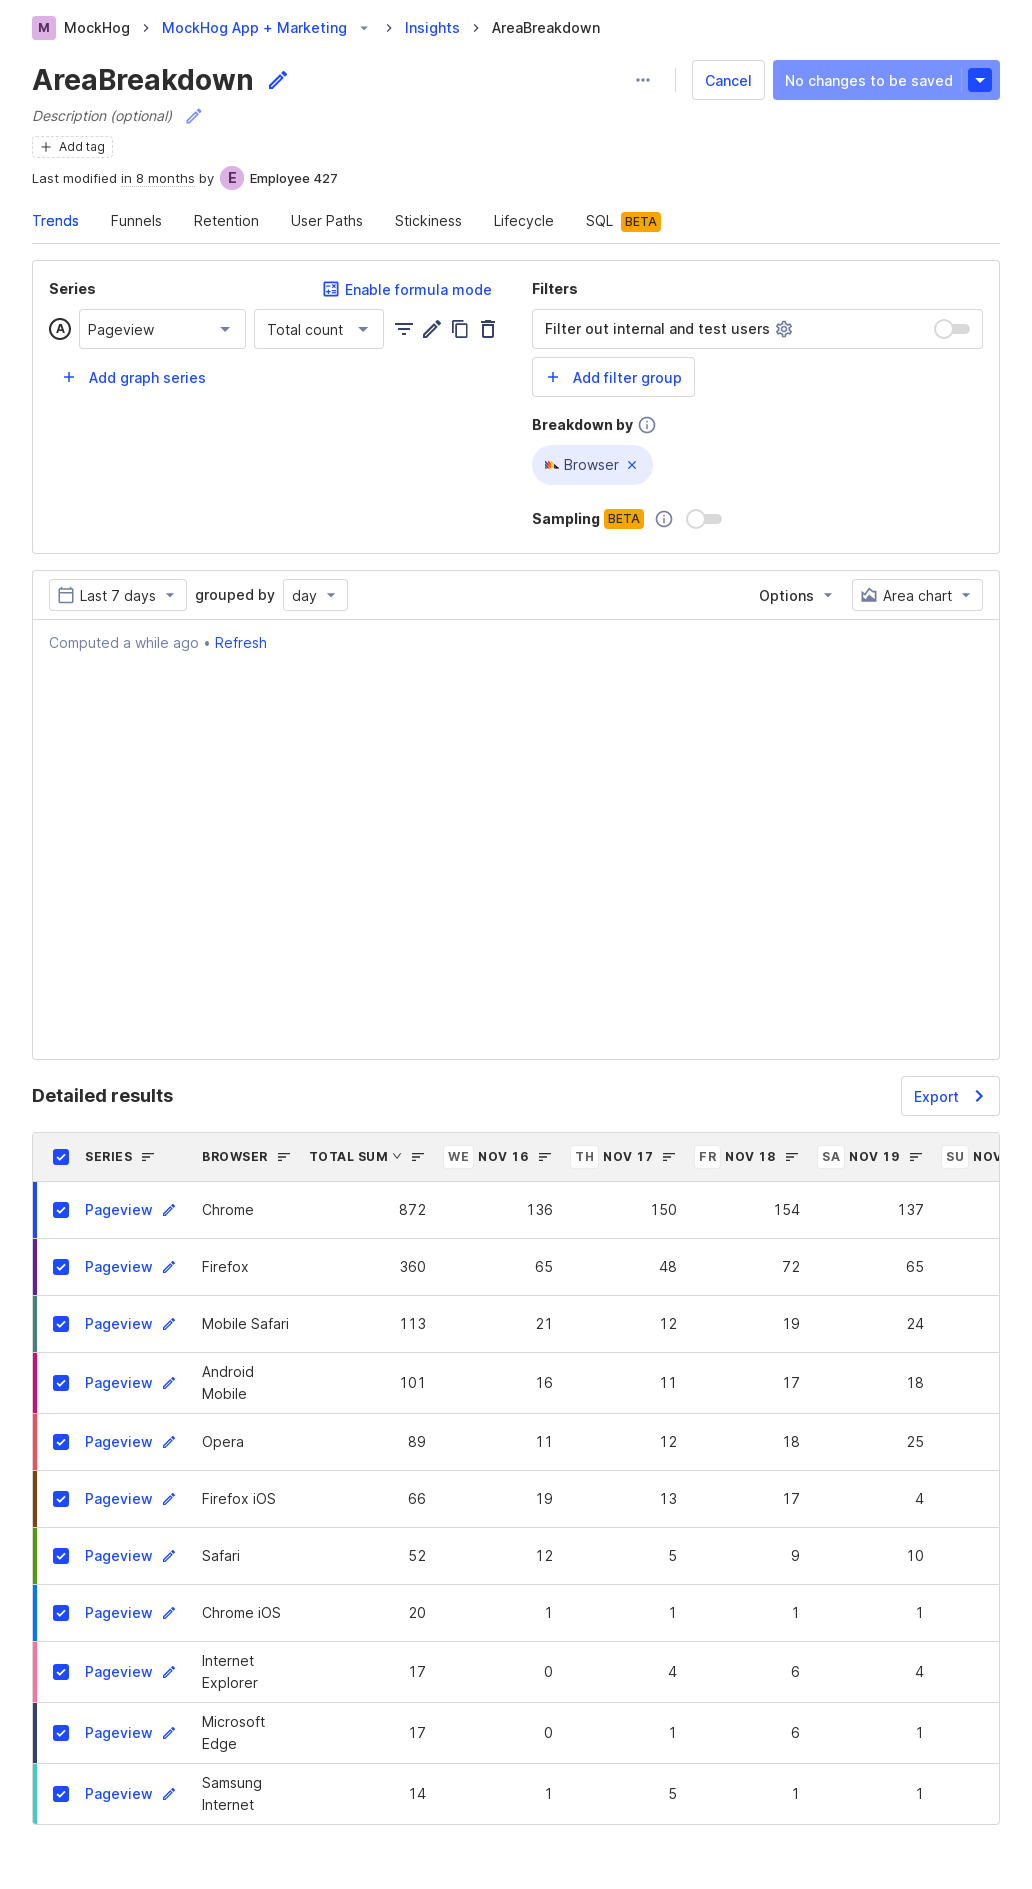 M MockHog MockHog App + Marketing Insights AreaBreakdown
AreaBreakdown Cancel No changes to be saved
Description (optional)
Add tag
Last modified in 8 months by E Employee 427
Trends Funnels Retention User Paths Stickiness Lifecycle SQL BETA
Series Enable formula mode Filters
A Pageview Total count Filter out internal and test users
Add graph series Add filter group
Breakdown by
Browser
Sampling BETA
Last 7 days grouped by day Options Area chart
Computed a while ago • Refresh
Detailed results Export
SERIES BROWSER TOTAL SUM WE NOV 16 TH NOV 17 FR NOV 18 SA NOV 19 SU NOV
Pageview Chrome 872 136 150 154 137
Pageview Firefox 360 65 48 72 65
Pageview Mobile Safari 113 21 12 19 24
Pageview Android Mobile 101 16 11 17 18
Pageview Opera 89 11 12 18 25
Pageview Firefox iOS 66 19 13 17 4
Pageview Safari 52 12 5 9 10
Pageview Chrome iOS 20 1 1 1 1
Pageview Internet Explorer 17 0 4 6 4
Pageview Microsoft Edge 17 0 1 6 1
Pageview Samsung Internet 14 1 5 1 1